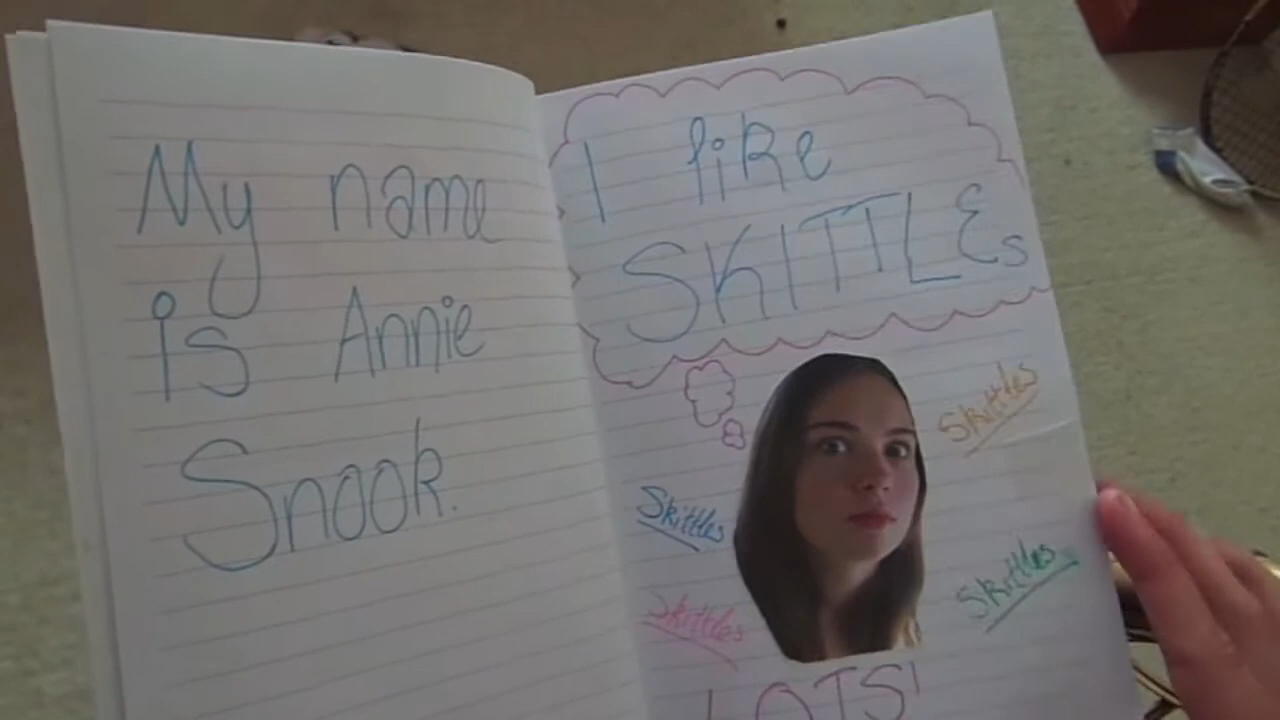 My name
is Annie
Snook.
I like
SKITTLEs
Skittles
Skittles
Skittles
Skittles
LOTS!